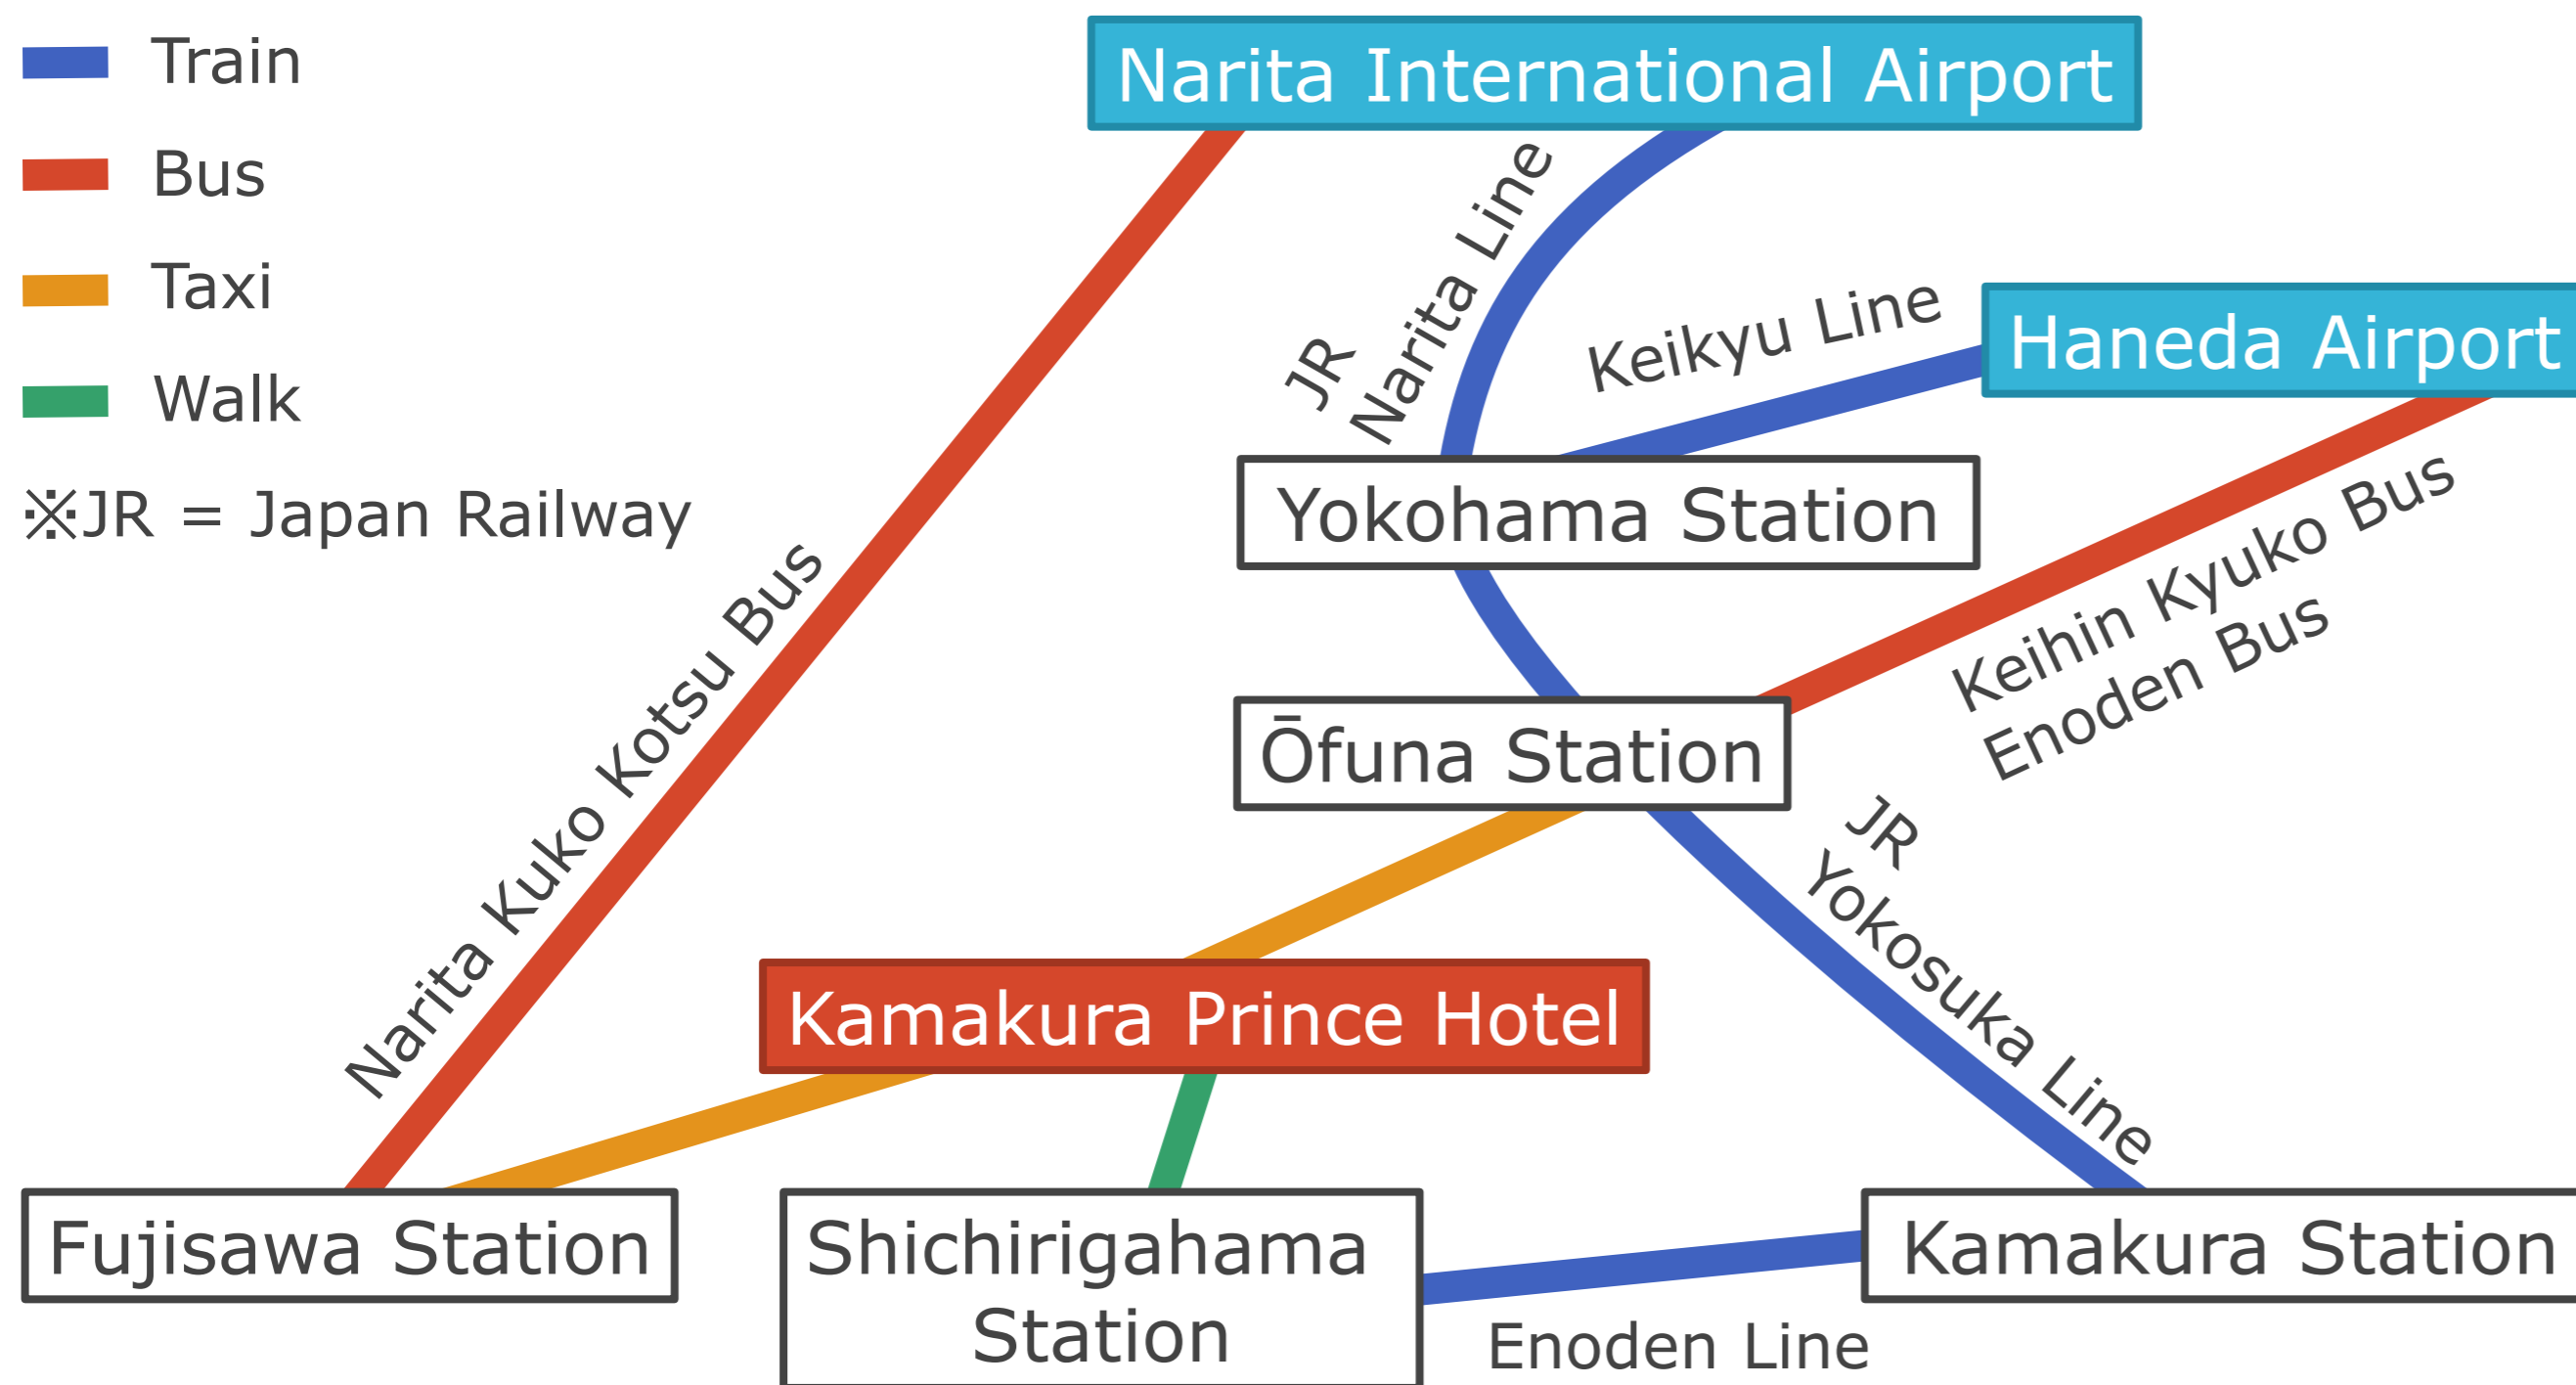 Train
Bus
Taxi
Walk
※JR = Japan Railway
Narita International Airport
JR
Narita Line
Keikyu Line
Haneda Airport
Yokohama Station
Narita Kuko Kotsu Bus
Keihin Kyuko Bus
Enoden Bus
Ōfuna Station
JR
Yokosuka Line
Kamakura Prince Hotel
Fujisawa Station
Shichirigahama
Station
Kamakura Station
Enoden Line